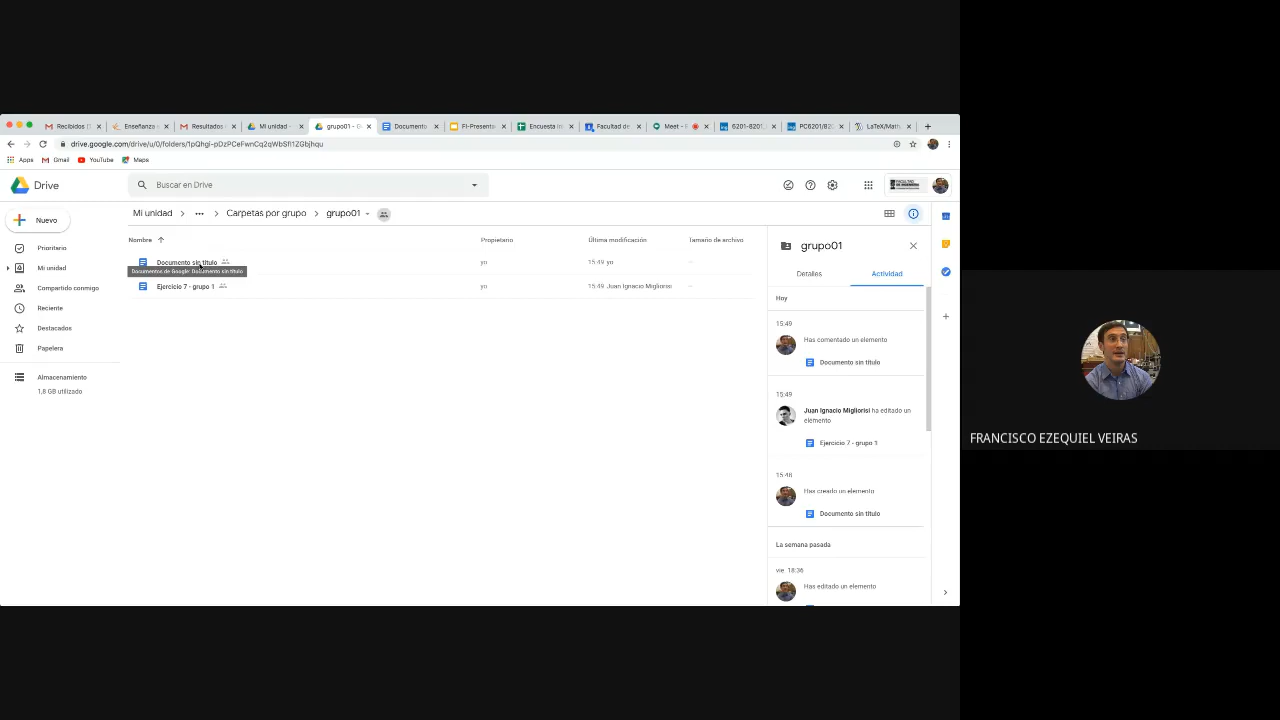 Recibidos (
Enseñanza
Resultados
Mi unidad -
grupo01 - G
Documento
FI-Presenta
Encuesta (
Facultad de
Meet - E
6201-8201_
PC6201/820
LaTeX/Math
drive.google.com/drive/u/0/folders/
Apps
Gmail
YouTube
Maps
Drive
Buscar en Drive
Nuevo
Mi unidad
Carpetas por grupo
grupo01
Prioritario
Mi unidad
Compartido conmigo
Reciente
Destacados
Papelera
Almacenamiento
1,8 GB utilizado
Nombre
Propietario
Última modificación
Tamaño de archivo
Documento sin título
yo
15:49 yo
–
Documentos de Google: Documento sin título
Ejercicio 7 - grupo 1
yo
15:49 Juan Ignacio Migliorisi
–
grupo01
Detalles
Actividad
Hoy
15:49
Has comentado un elemento
Documento sin título
15:49
Juan Ignacio Migliorisi ha editado un
elemento
Ejercicio 7 - grupo 1
15:48
Has creado un elemento
Documento sin título
La semana pasada
vie. 18:36
Has editado un elemento
FRANCISCO EZEQUIEL VEIRAS